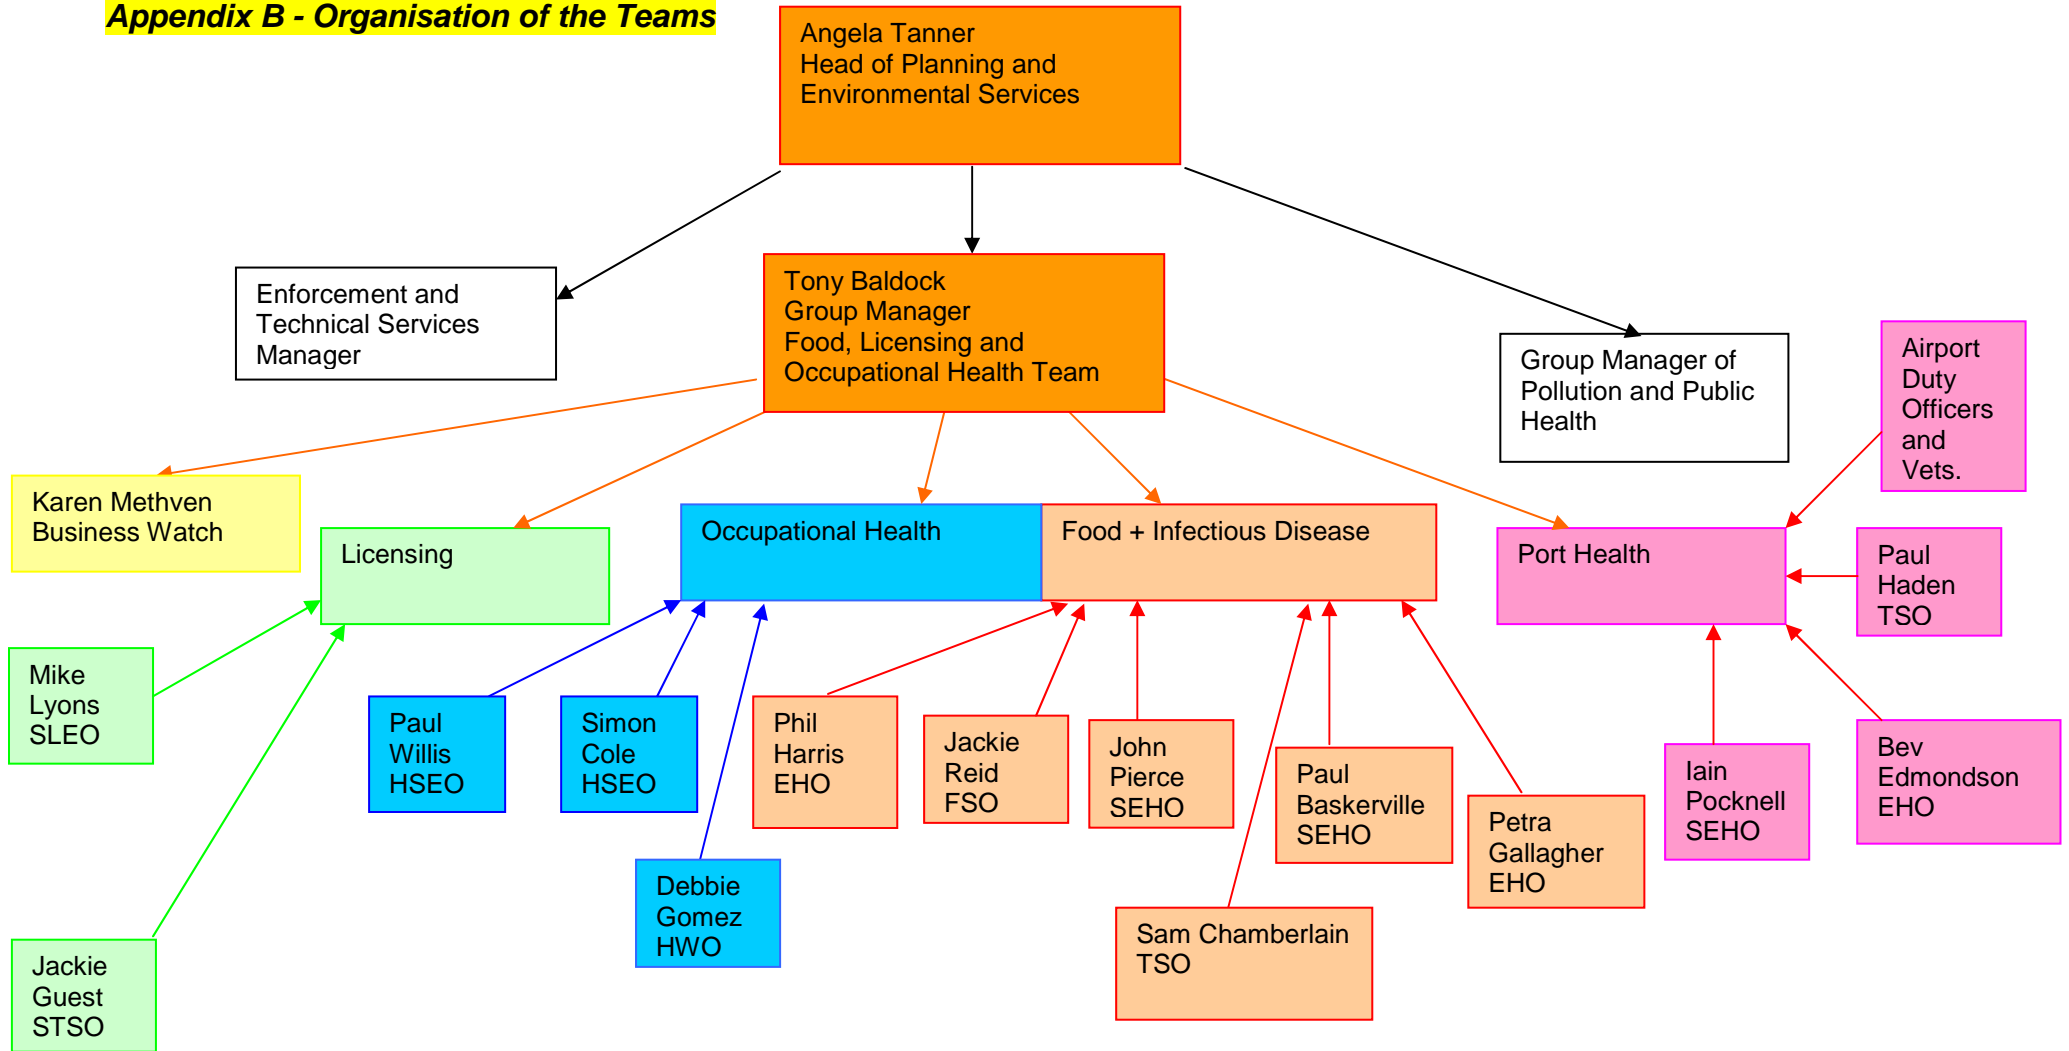 Appendix B - Organisation of the Teams
Angela Tanner
Head of Planning and
Environmental Services
Enforcement and
Technical Services
Manager
Tony Baldock
Group Manager
Food, Licensing and
Occupational Health Team
Group Manager of
Pollution and Public
Health
Airport
Duty
Officers
and
Vets.
Karen Methven
Business Watch
Licensing
Occupational Health
Food + Infectious Disease
Port Health
Paul
Haden
TSO
Mike
Lyons
SLEO
Paul
Willis
HSEO
Simon
Cole
HSEO
Phil
Harris
EHO
Jackie
Reid
FSO
John
Pierce
SEHO
Paul
Baskerville
SEHO
Petra
Gallagher
EHO
Iain
Pocknell
SEHO
Bev
Edmondson
EHO
Debbie
Gomez
HWO
Sam Chamberlain
TSO
Jackie
Guest
STSO